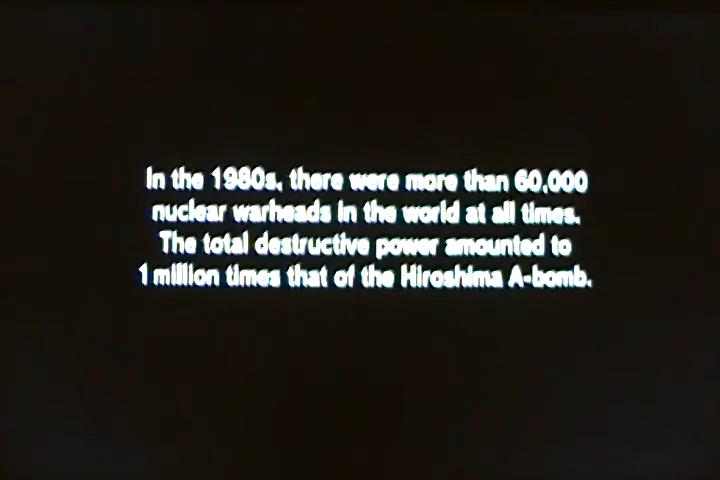 In the 1980s, there were more than 60,000
nuclear warheads in the world at all times.
The total destructive power amounted to
1 million times that of the Hiroshima A-bomb.